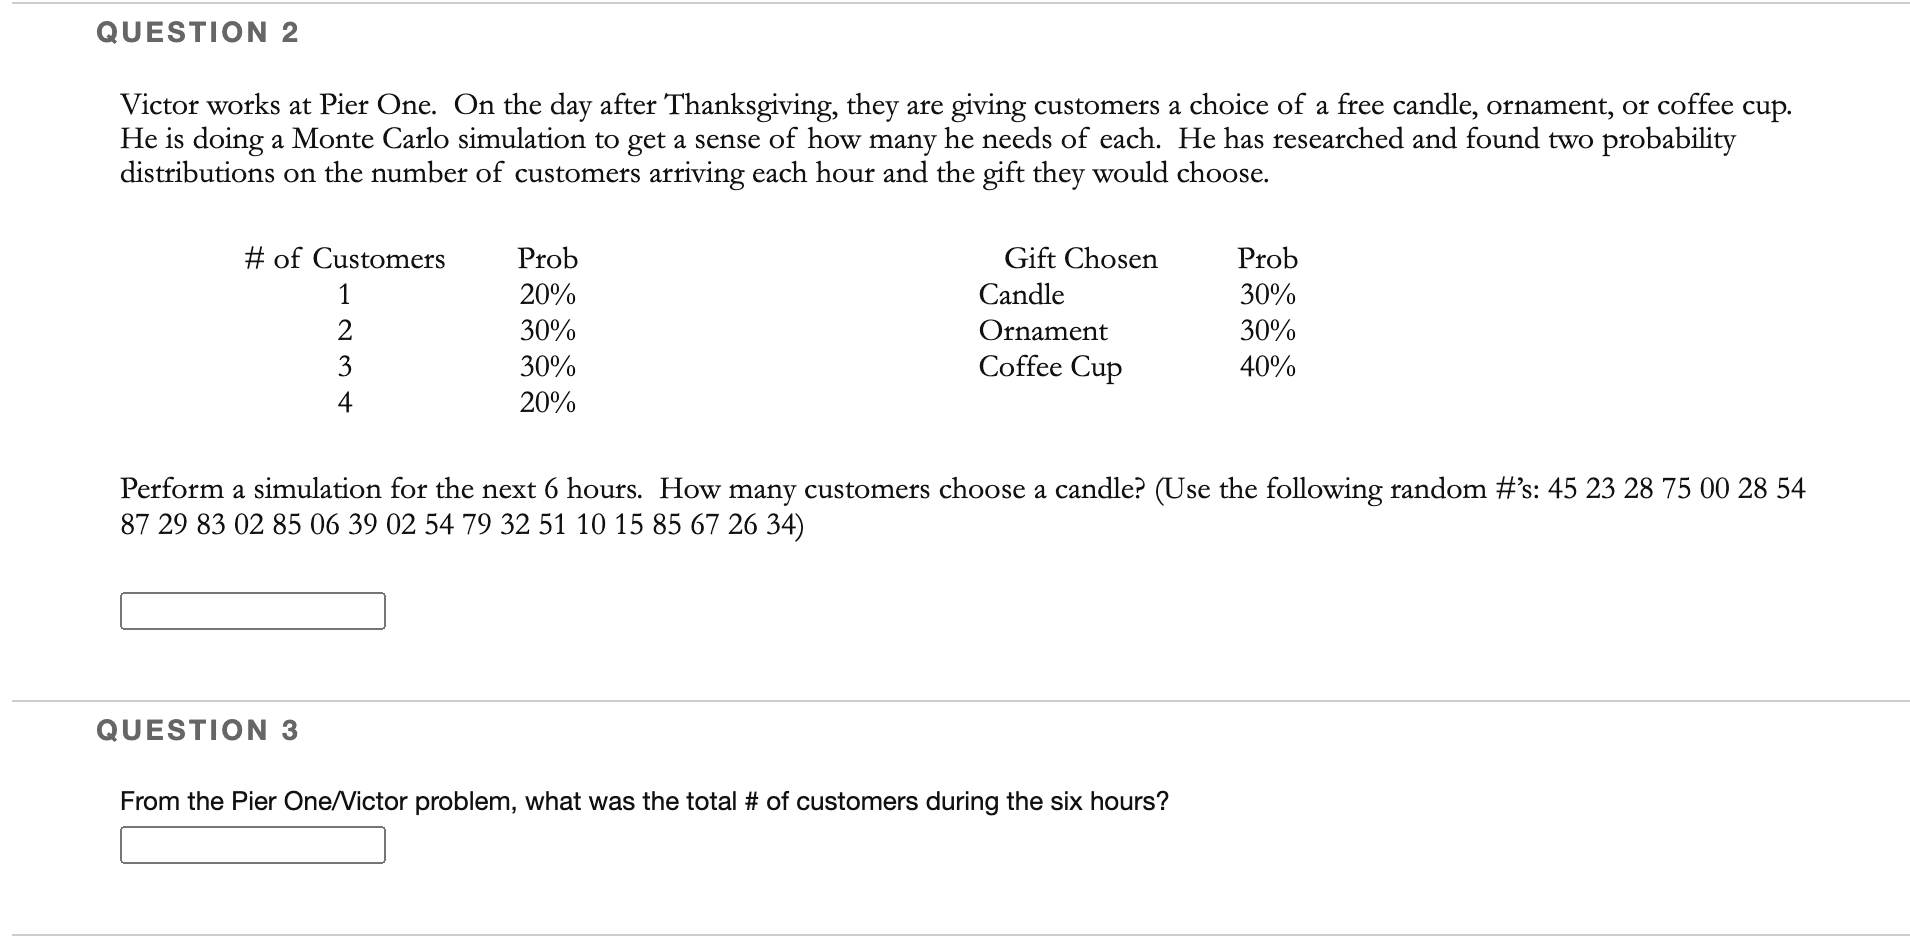 QUESTION 2
Victor works at Pier One. On the day after Thanksgiving, they are giving customers a choice of a free candle, ornament, or coffee cup.
He is doing a Monte Carlo simulation to get a sense of how many he needs of each. He has researched and found two probability
distributions on the number of customers arriving each hour and the gift they would choose.
# of Customers Prob Gift Chosen Prob
1 20% Candle 30%
2 30% Ornament 30%
3 30% Coffee Cup 40%
4 20%
Perform a simulation for the next 6 hours. How many customers choose a candle? (Use the following random #'s: 45 23 28 75 00 28 54
87 29 83 02 85 06 39 02 54 79 32 51 10 15 85 67 26 34)
QUESTION 3
From the Pier One/Victor problem, what was the total # of customers during the six hours?